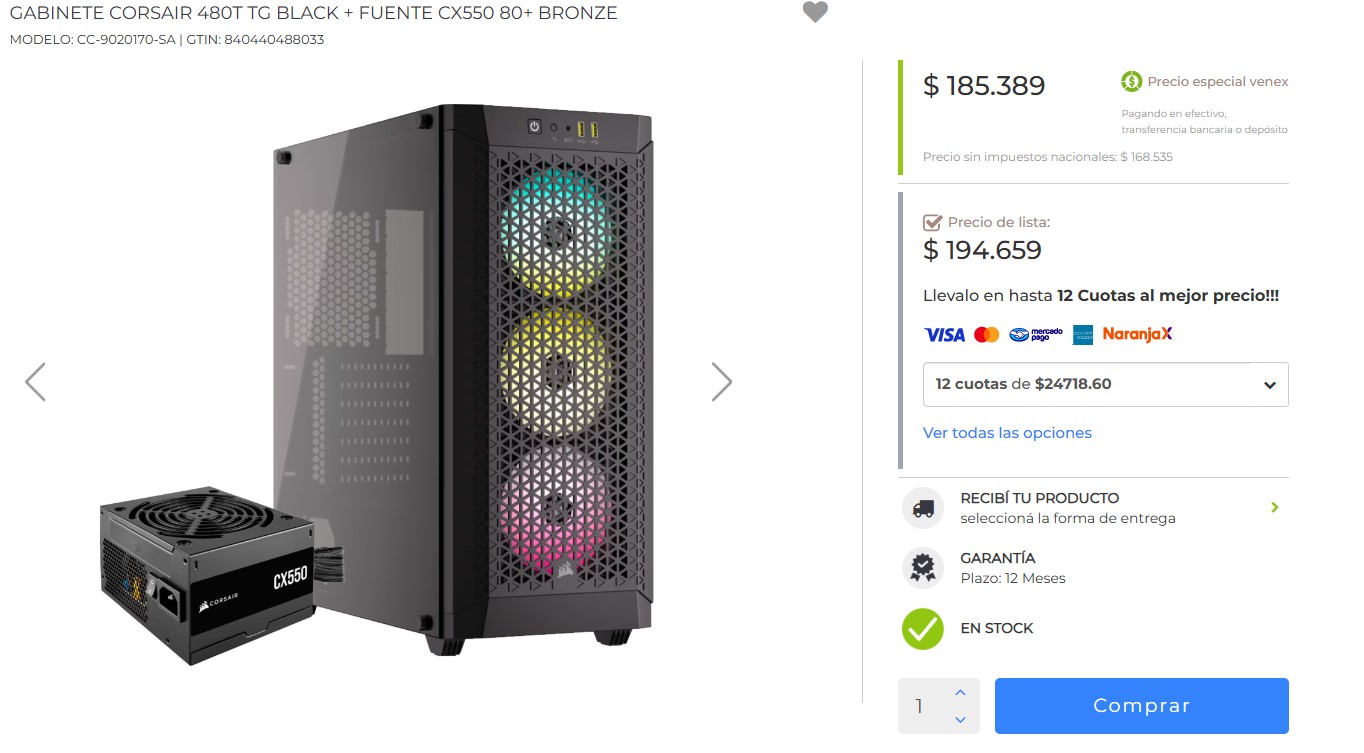 GABINETE CORSAIR 480T TG BLACK + FUENTE CX550 80+ BRONZE
MODELO: CC-9020170-SA | GTIN: 840440488033
CX550
CORSAIR
$ 185.389
Precio especial venex
Pagando en efectivo,
transferencia bancaria o depósito
Precio sin impuestos nacionales: $ 168.535
Precio de lista:
$ 194.659
Llevalo en hasta 12 Cuotas al mejor precio!!!
VISA
mercado
pago
NaranjaX
12 cuotas de $24718.60
Ver todas las opciones
RECIBÍ TU PRODUCTO
seleccioná la forma de entrega
GARANTÍA
Plazo: 12 Meses
EN STOCK
1
Comprar